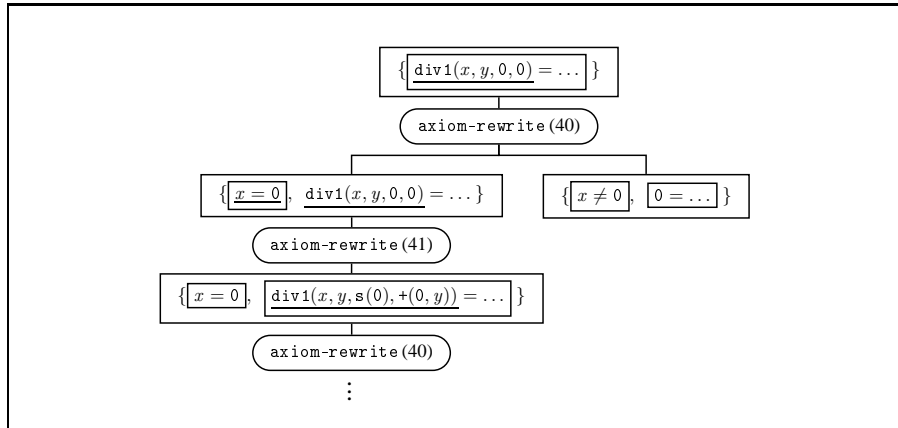 { div1(x, y, 0, 0) = … }
axiom-rewrite (40)
{ x = 0 , div1(x, y, 0, 0) = … }
{ x ≠ 0 , 0 = … }
axiom-rewrite (41)
{ x = 0 , div1(x, y, s(0), +(0, y)) = … }
axiom-rewrite (40)
⋮